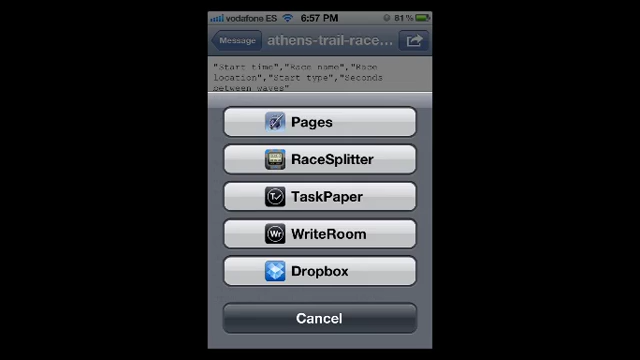 vodafone ES 6:57 PM 81%
Message athens-trail-race...
"Start time","Race name","Race
location","Start type","Seconds
between waves"
Pages
RaceSplitter
TaskPaper
WriteRoom
Dropbox
Cancel